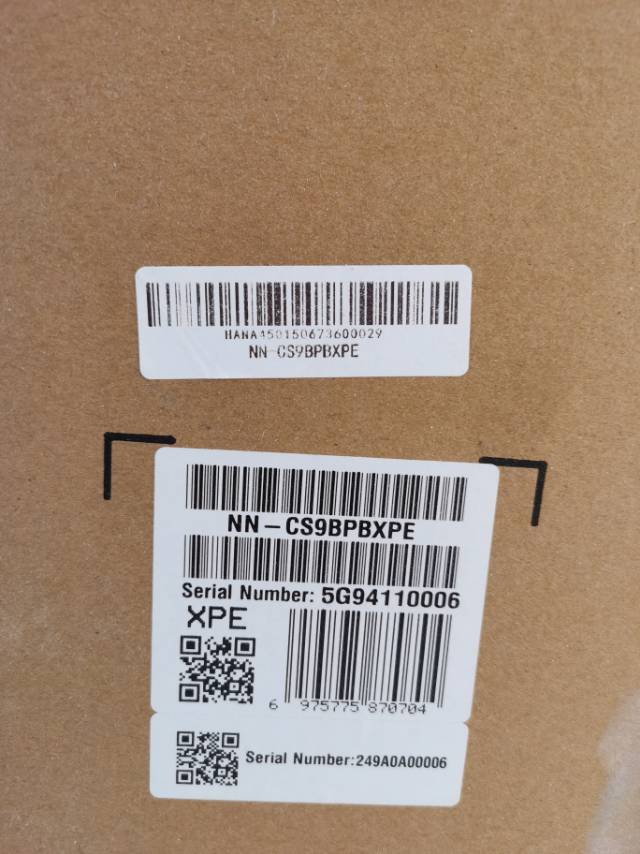 HANA450150673600029
NN-CS9BPBXPE
NN-CS9BPBXPE
Serial Number: 5G94110006
XPE
6 975775 870704
Serial Number:249A0A00006